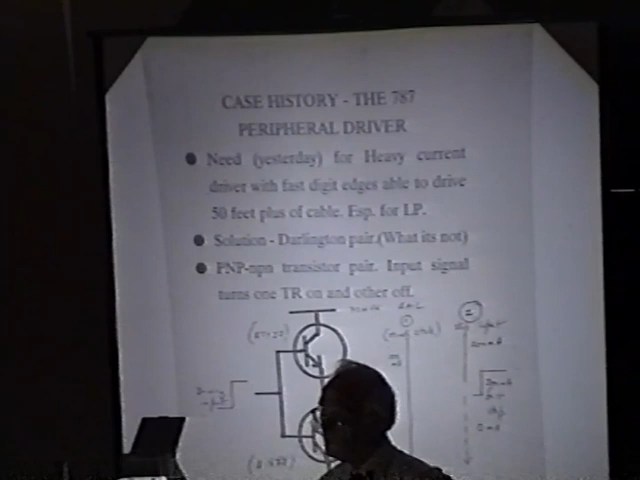 CASE HISTORY - THE 787
PERIPHERAL DRIVER
● Need (yesterday) for Heavy current
driver with fast digit edges able to drive
50 feet plus of cable. Esp. for LP.
● Solution - Darlington pair.(What its not)
● PNP-npn transistor pair. Input signal
turns one TR on and other off.